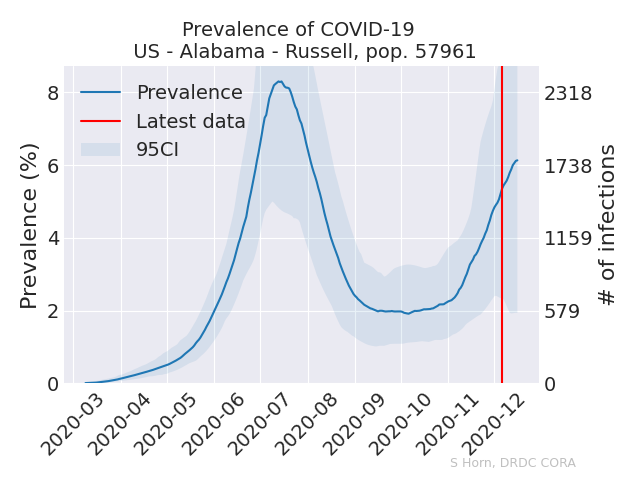 Prevalence of COVID-19
US - Alabama - Russell, pop. 57961
Prevalence
Latest data
95CI
Prevalence (%)
8
6
4
2
0
2318
1738
1159
579
0
# of infections
2020-03
2020-04
2020-05
2020-06
2020-07
2020-08
2020-09
2020-10
2020-11
2020-12
S Horn, DRDC CORA